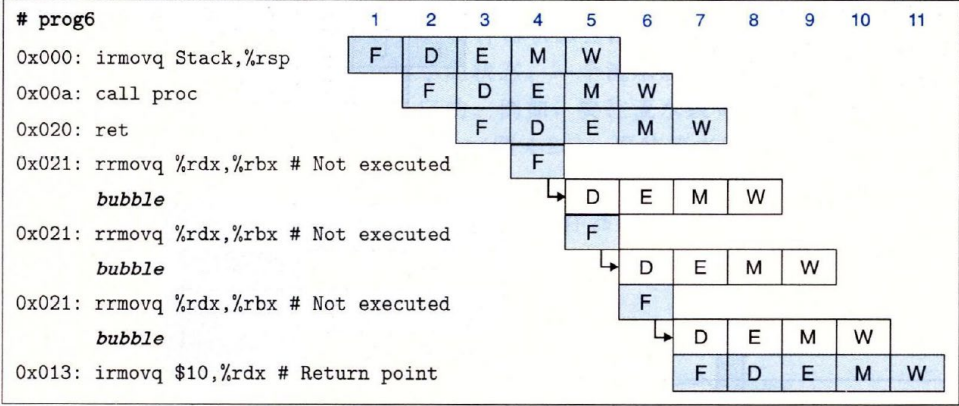 # prog6 1 2 3 4 5 6 7 8 9 10 11
0x000: irmovq Stack,%rsp F D E M W
0x00a: call proc F D E M W
0x020: ret F D E M W
0x021: rrmovq %rdx,%rbx # Not executed F
bubble D E M W
0x021: rrmovq %rdx,%rbx # Not executed F
bubble D E M W
0x021: rrmovq %rdx,%rbx # Not executed F
bubble D E M W
0x013: irmovq $10,%rdx # Return point F D E M W